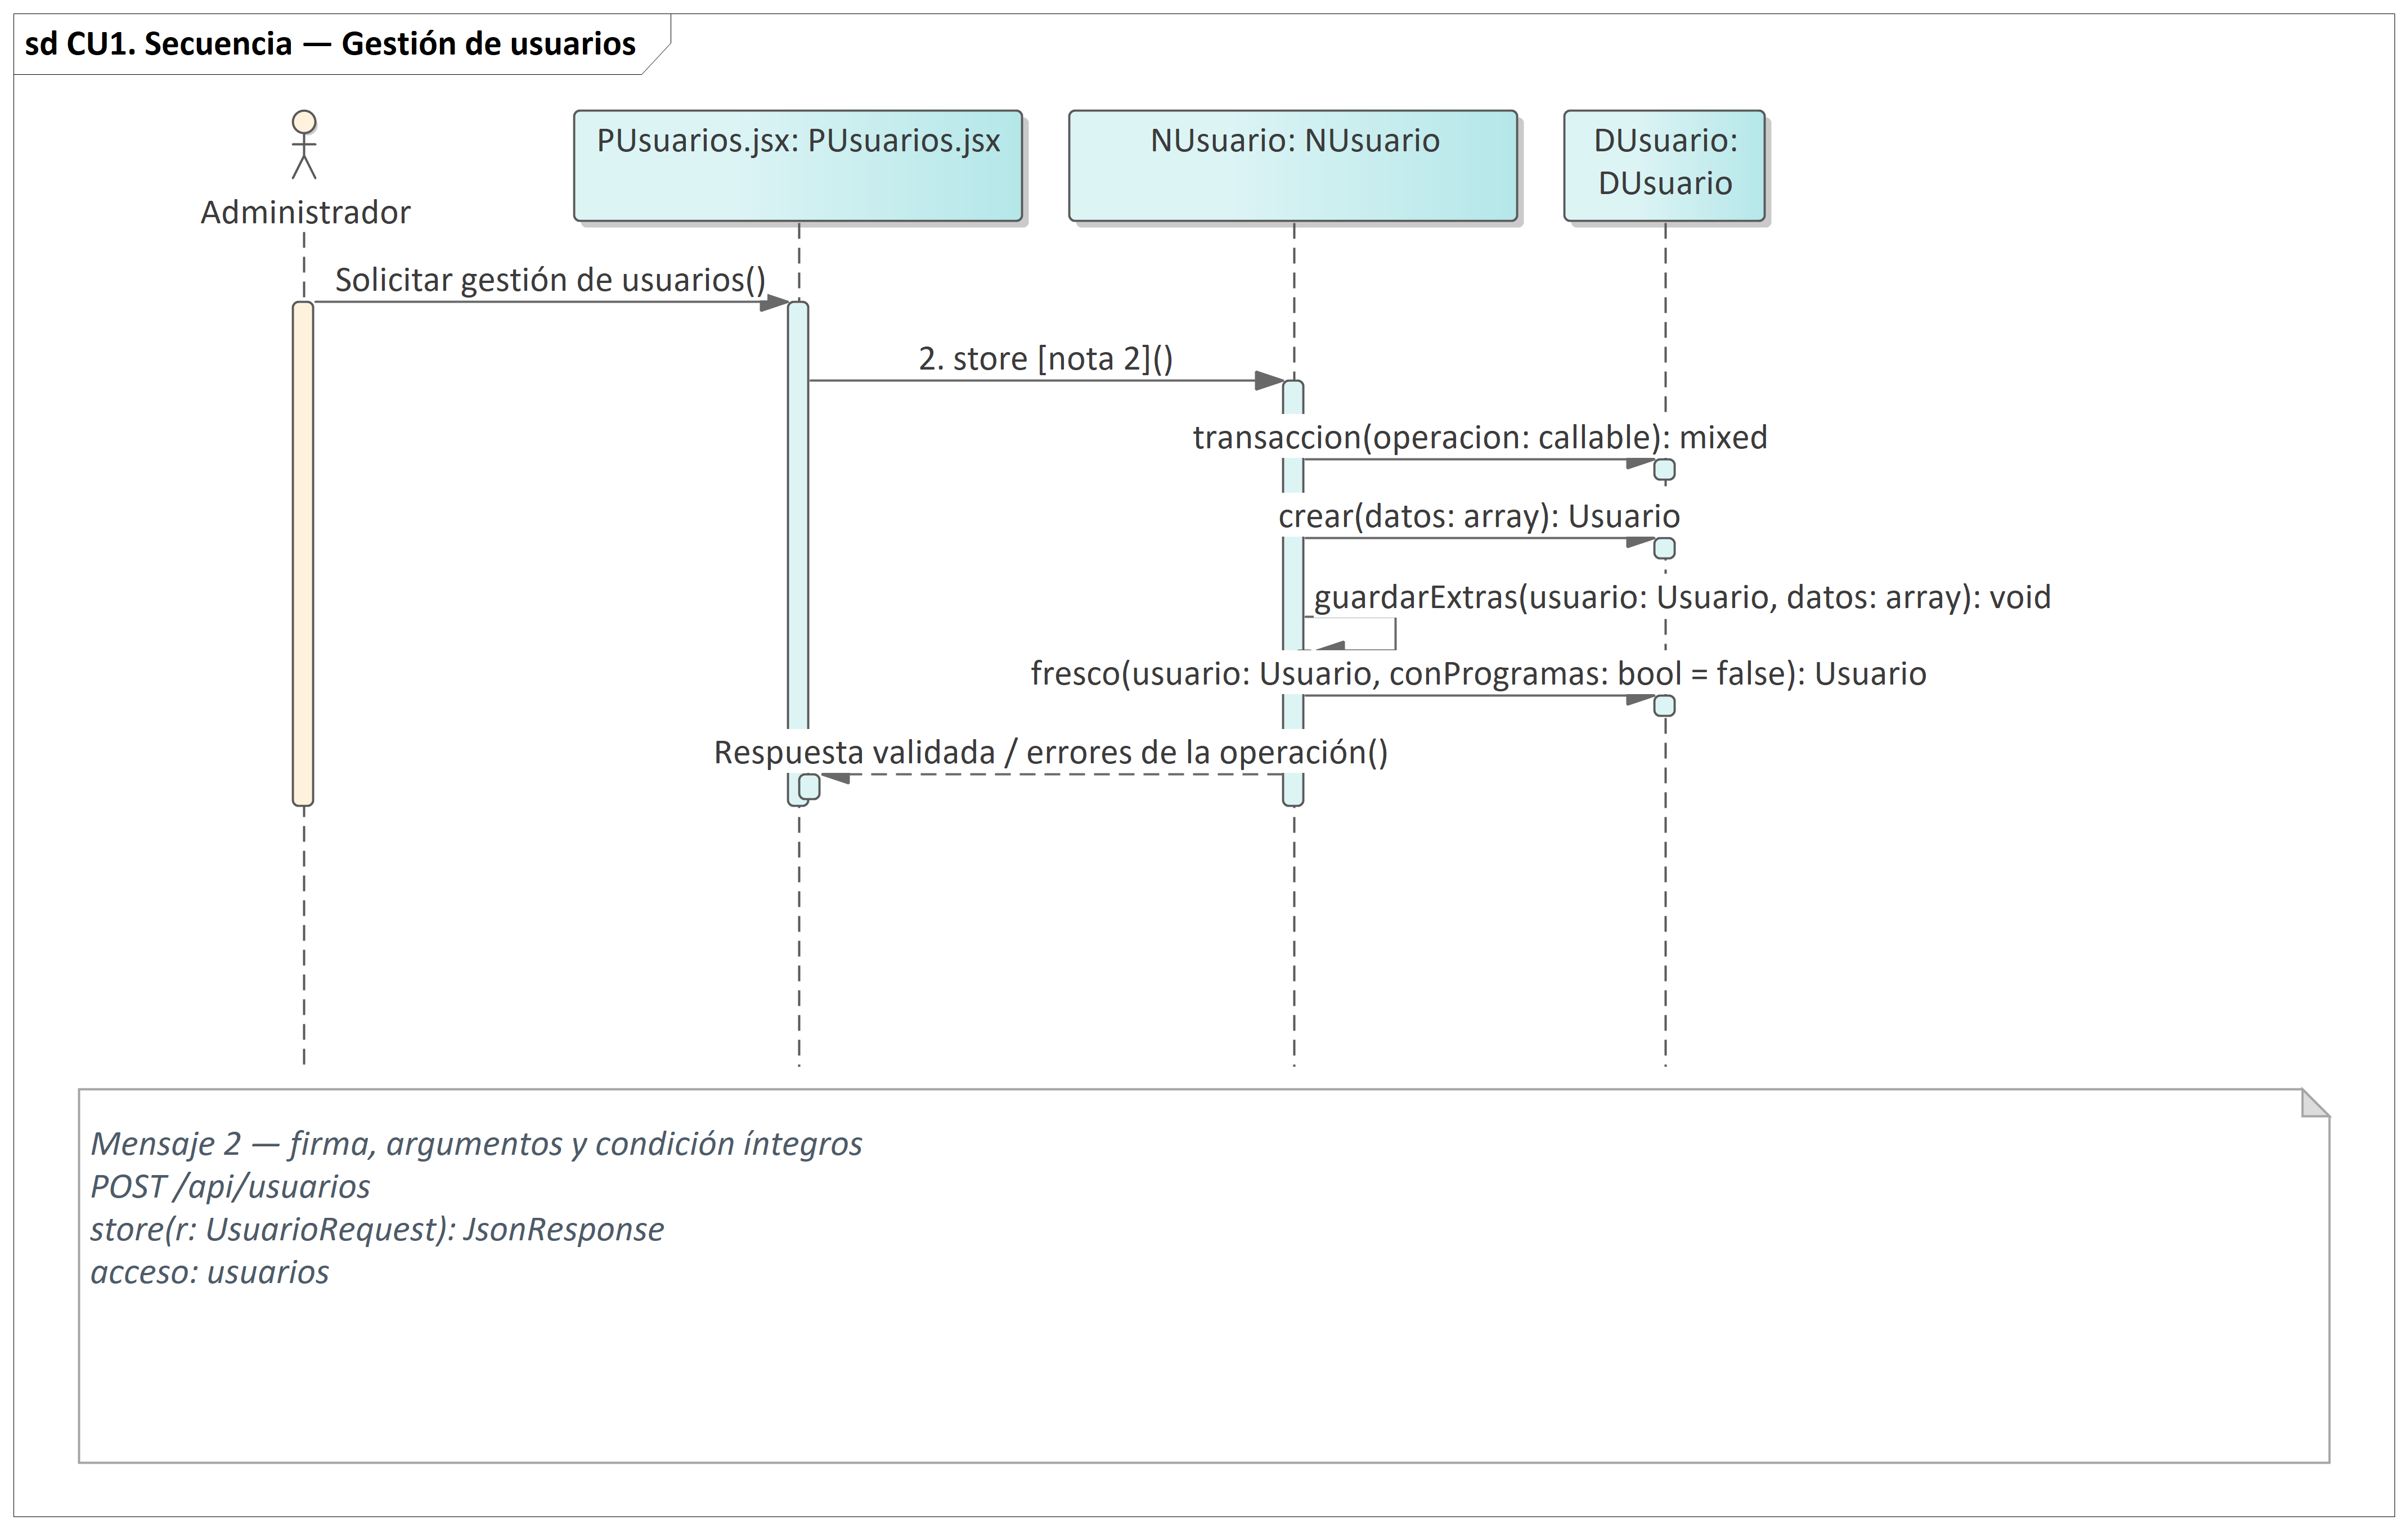 sd CU1. Secuencia — Gestión de usuarios
Administrador
PUsuarios.jsx: PUsuarios.jsx
NUsuario: NUsuario
DUsuario:
DUsuario
Solicitar gestión de usuarios()
2. store [nota 2]()
transaccion(operacion: callable): mixed
crear(datos: array): Usuario
guardarExtras(usuario: Usuario, datos: array): void
fresco(usuario: Usuario, conProgramas: bool = false): Usuario
Respuesta validada / errores de la operación()
Mensaje 2 — firma, argumentos y condición íntegros
POST /api/usuarios
store(r: UsuarioRequest): JsonResponse
acceso: usuarios